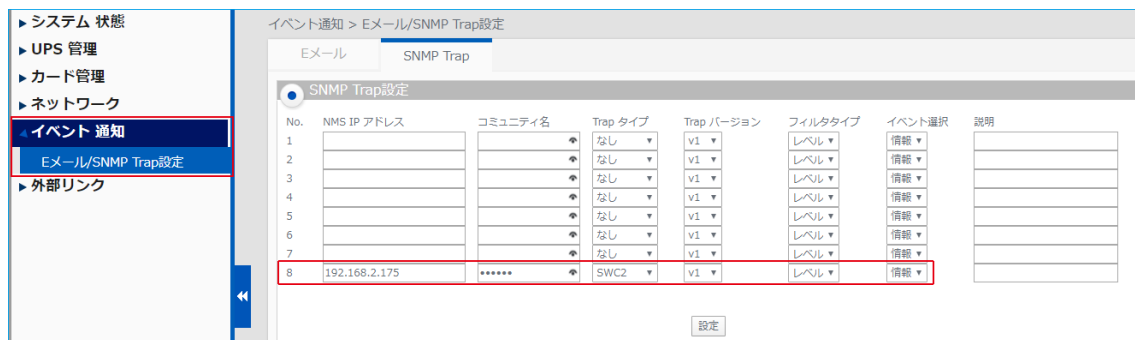 システム 状態
UPS 管理
カード管理
ネットワーク
イベント 通知
Eメール/SNMP Trap設定
外部リンク
イベント通知 > Eメール/SNMP Trap設定
Eメール SNMP Trap
SNMP Trap設定
No. NMS IP アドレス コミュニティ名 Trap タイプ Trap バージョン フィルタタイプ イベント選択 説明
1 なし v1 レベル 情報
2 なし v1 レベル 情報
3 なし v1 レベル 情報
4 なし v1 レベル 情報
5 なし v1 レベル 情報
6 なし v1 レベル 情報
7 なし v1 レベル 情報
8 192.168.2.175 •••••• SWC2 v1 レベル 情報
設定